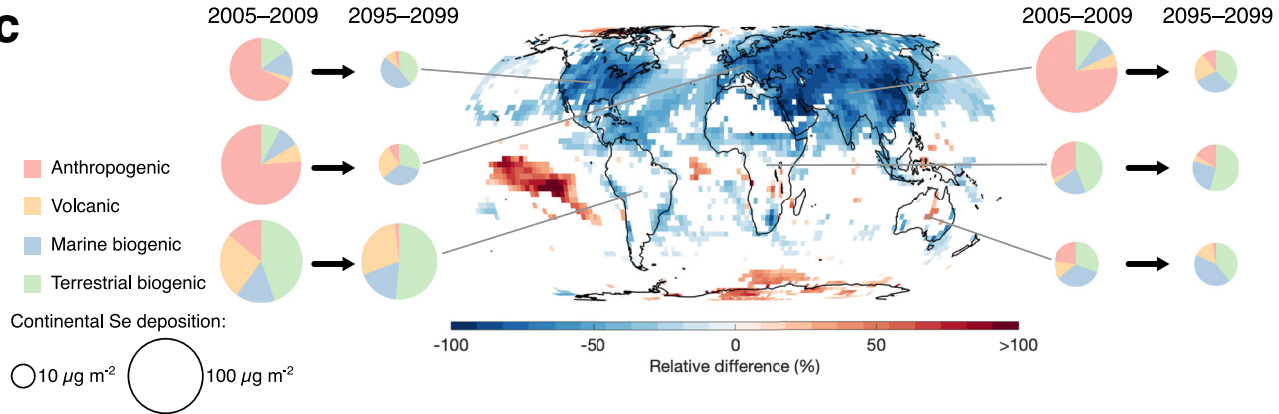 c
2005–2009 2095–2099
2005–2009 2095–2099
Anthropogenic
Volcanic
Marine biogenic
Terrestrial biogenic
Continental Se deposition:
10 µg m⁻² 100 µg m⁻²
-100 -50 0 50 >100
Relative difference (%)